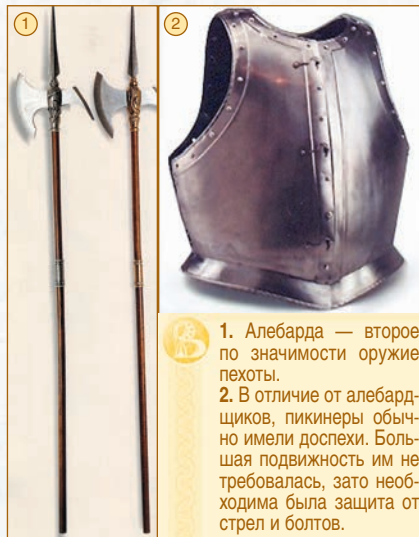 1
2
1. Алебарда — второе
по значимости оружие
пехоты.
2. В отличие от алебард-
щиков, пикинеры обыч-
но имели доспехи. Боль-
шая подвижность им не
требовалась, зато необ-
ходима была защита от
стрел и болтов.